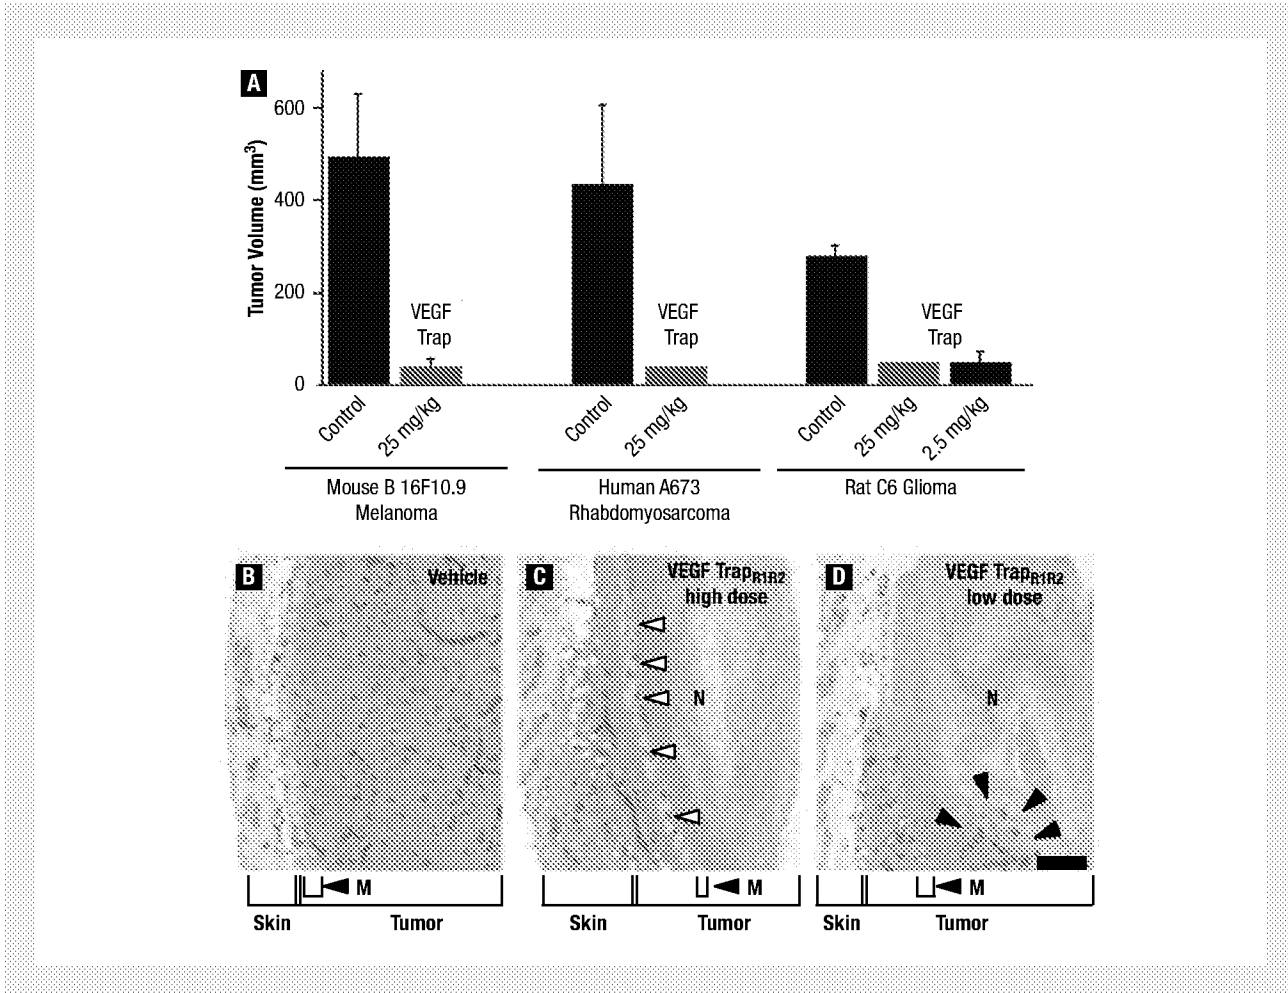 A
Tumor Volume (mm³)
600
400
200
0
VEGF
Trap
VEGF
Trap
VEGF
Trap
Control
25 mg/kg
Control
25 mg/kg
Control
25 mg/kg
2.5 mg/kg
Mouse B 16F10.9
Melanoma
Human A673
Rhabdomyosarcoma
Rat C6 Glioma
B
Vehicle
C
VEGF TrapR1R2
high dose
N
D
VEGF TrapR1R2
low dose
N
M
Skin
Tumor
M
Skin
Tumor
M
Skin
Tumor